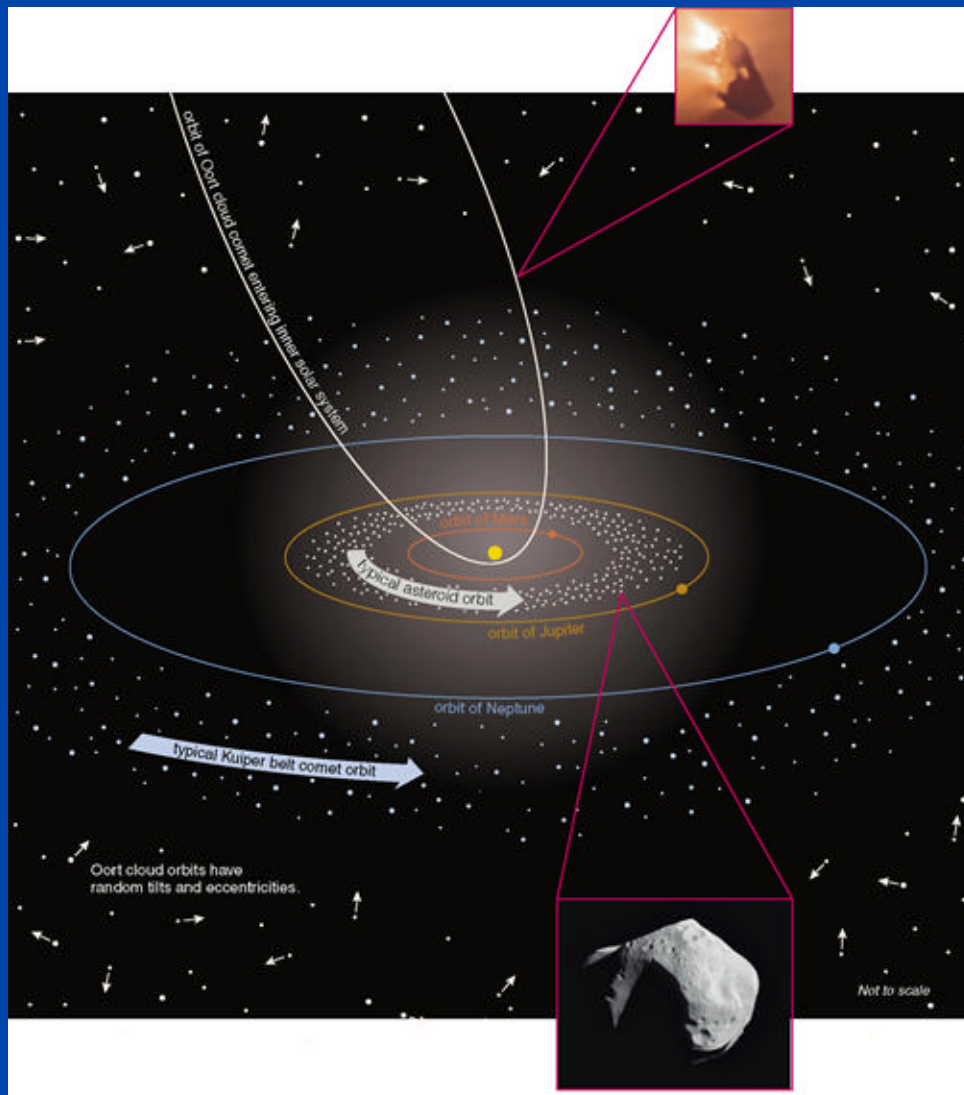 orbit of Oort cloud comet entering inner solar system
orbit of Mars
typical asteroid orbit
orbit of Jupiter
orbit of Neptune
typical Kuiper belt comet orbit
Oort cloud orbits have
random tilts and eccentricities.
Not to scale